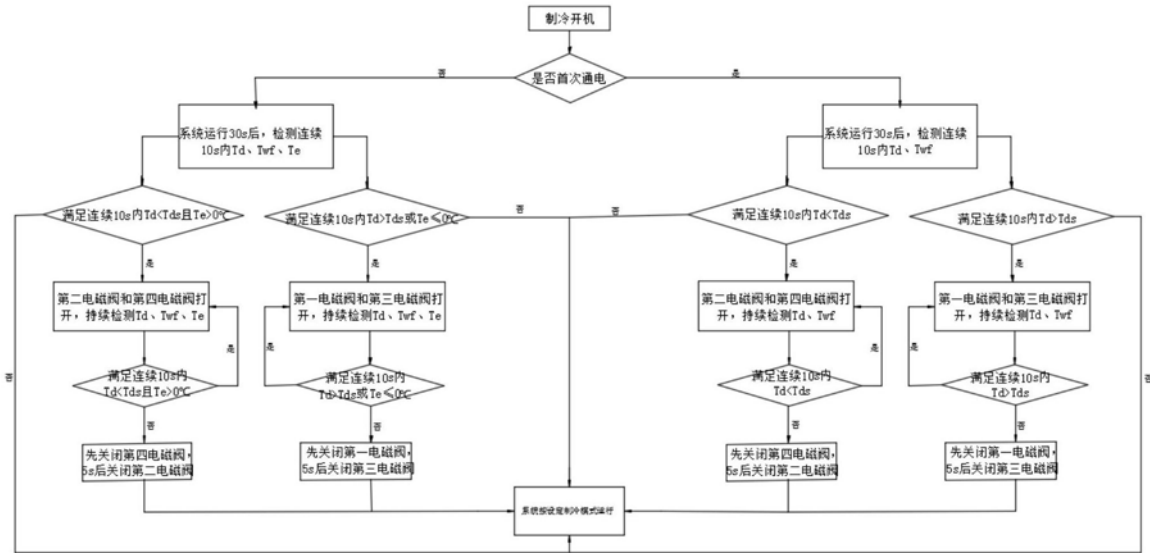 制冷开机
是否首次通电
否
是
系统运行30s后，检测连续
10s内Td、Twf、Te
系统运行30s后，检测连续
10s内Td、Twf
满足连续10s内Td<Tds且Te>0℃
满足连续10s内Td>Tds或Te≤0℃
否
否
满足连续10s内Td<Tds
满足连续10s内Td>Tds
是
是
是
是
第二电磁阀和第四电磁阀打
开，持续检测Td、Twf、Te
第一电磁阀和第三电磁阀打
开，持续检测Td、Twf、Te
第二电磁阀和第四电磁阀打
开，持续检测Td、Twf
第一电磁阀和第三电磁阀打
开，持续检测Td、Twf
是
是
是
是
否
否
满足连续10s内
Td<Tds且Te>0℃
满足连续10s内
Td>Tds或Te≤0℃
满足连续10s内
Td<Tds
满足连续10s内
Td>Tds
否
否
否
否
先关闭第四电磁阀，
5s后关闭第二电磁阀
先关闭第一电磁阀，
5s后关闭第三电磁阀
先关闭第四电磁阀，
5s后关闭第二电磁阀
先关闭第一电磁阀，
5s后关闭第三电磁阀
系统按设定制冷模式运行